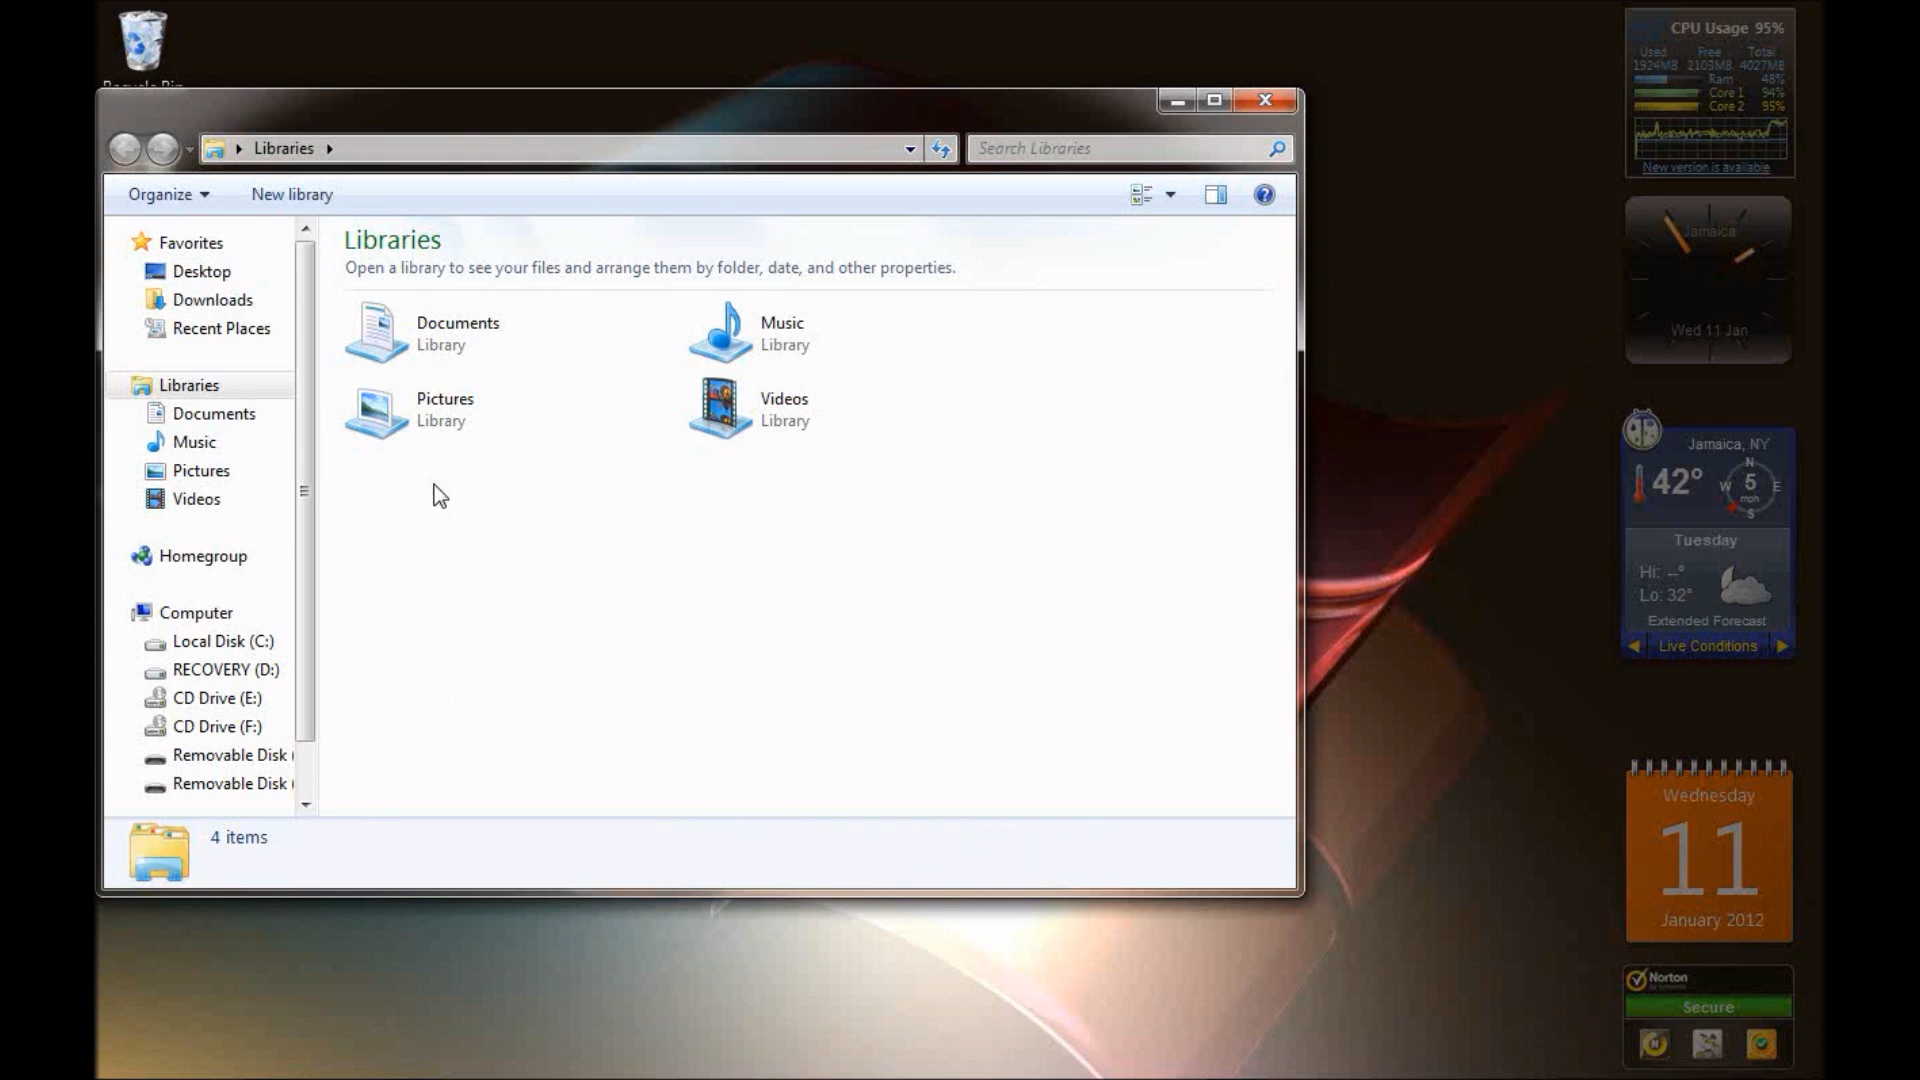 Recycle Bin
Libraries
Search Libraries
Organize
New library
Favorites
Desktop
Downloads
Recent Places
Libraries
Documents
Music
Pictures
Videos
Homegroup
Computer
Local Disk (C:)
RECOVERY (D:)
CD Drive (E:)
CD Drive (F:)
Removable Disk (
Removable Disk (
Libraries
Open a library to see your files and arrange them by folder, date, and other properties.
Documents
Library
Music
Library
Pictures
Library
Videos
Library
4 items
CPU Usage 95%
Used Free Total
1924MB 2103MB 4027MB
Ram 48%
Core 1 94%
Core 2 95%
New version is available
Jamaica
Wed 11 Jan
Jamaica, NY
42°
N
W 5 E
mph
S
Tuesday
Hi: --°
Lo: 32°
Extended Forecast
Live Conditions
Wednesday
11
January 2012
Norton
Secure